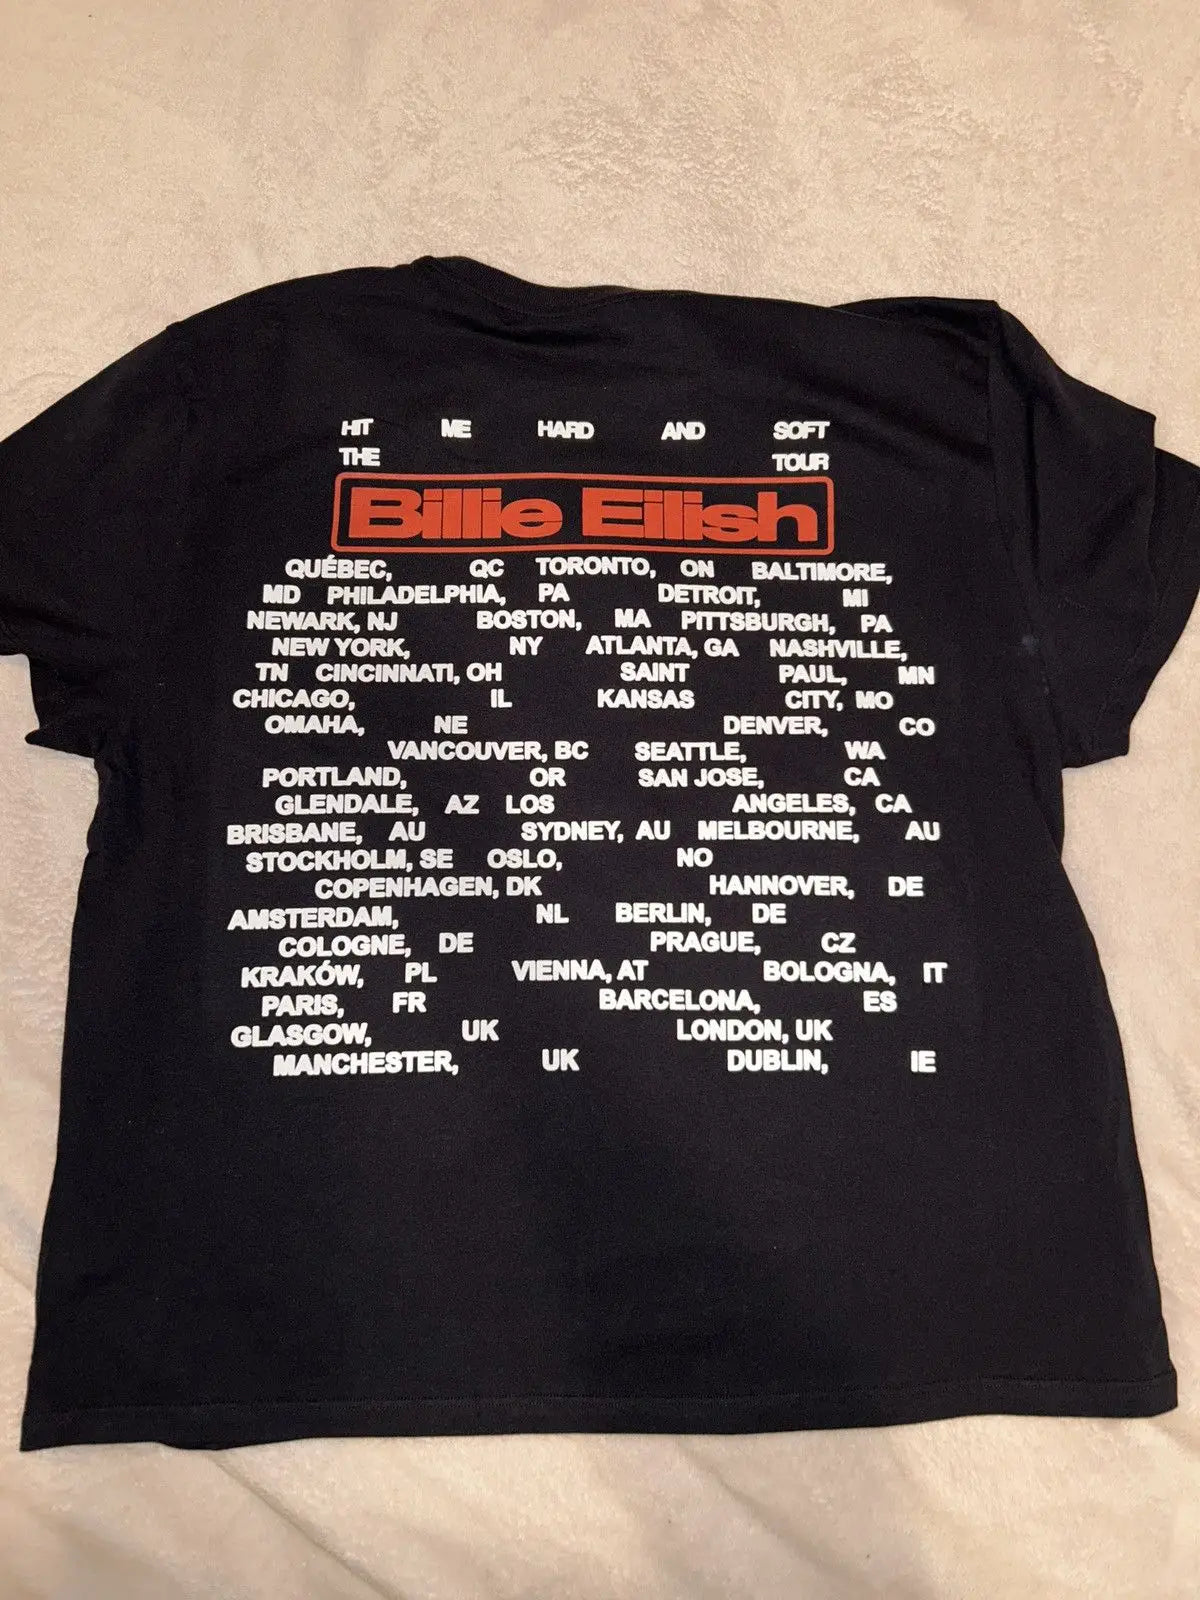 HIT ME HARD AND SOFT
THE TOUR
Billie Eilish
QUÉBEC, QC TORONTO, ON BALTIMORE,
MD PHILADELPHIA, PA DETROIT, MI
NEWARK, NJ BOSTON, MA PITTSBURGH, PA
NEW YORK, NY ATLANTA, GA NASHVILLE,
TN CINCINNATI, OH SAINT PAUL, MN
CHICAGO, IL KANSAS CITY, MO
OMAHA, NE DENVER, CO
VANCOUVER, BC SEATTLE, WA
PORTLAND, OR SAN JOSE, CA
GLENDALE, AZ LOS ANGELES, CA
BRISBANE, AU SYDNEY, AU MELBOURNE, AU
STOCKHOLM, SE OSLO, NO
COPENHAGEN, DK HANNOVER, DE
AMSTERDAM, NL BERLIN, DE
COLOGNE, DE PRAGUE, CZ
KRAKÓW, PL VIENNA, AT BOLOGNA, IT
PARIS, FR BARCELONA, ES
GLASGOW, UK LONDON, UK
MANCHESTER, UK DUBLIN, IE